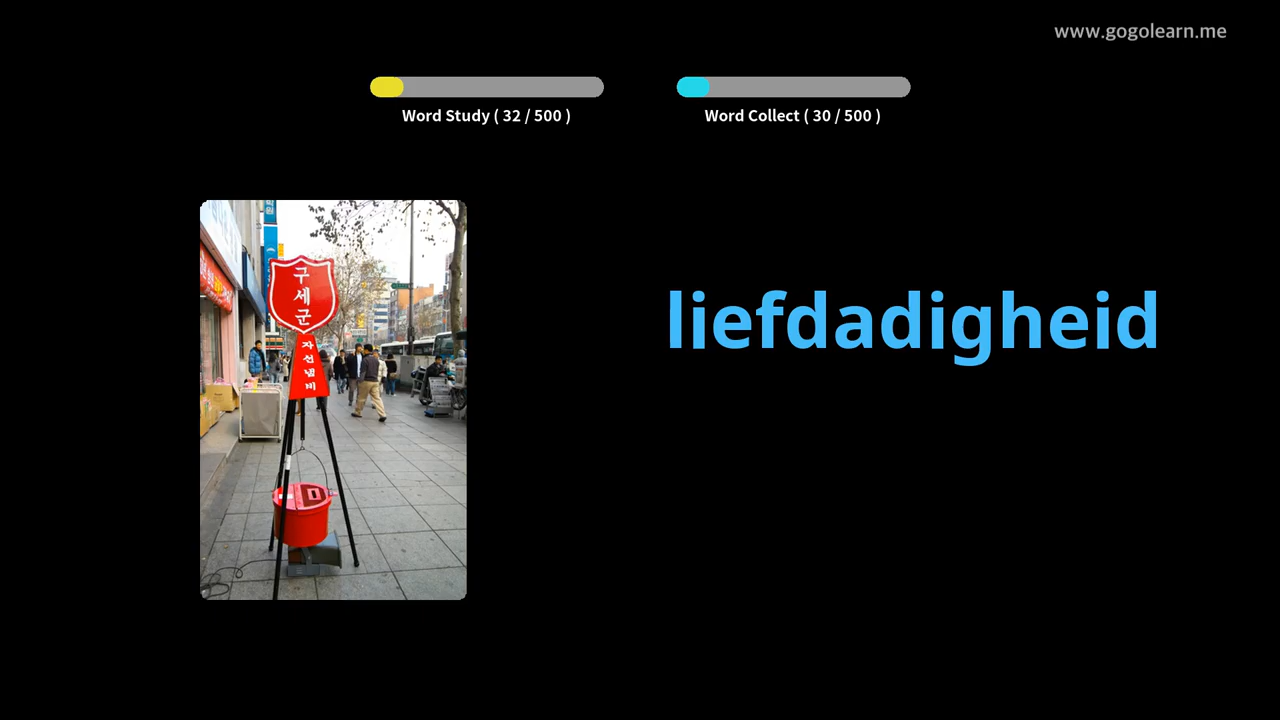 www.gogolearn.me
Word Study ( 32 / 500 )
Word Collect ( 30 / 500 )
liefdadigheid
구
세
군
자
선
냄
비